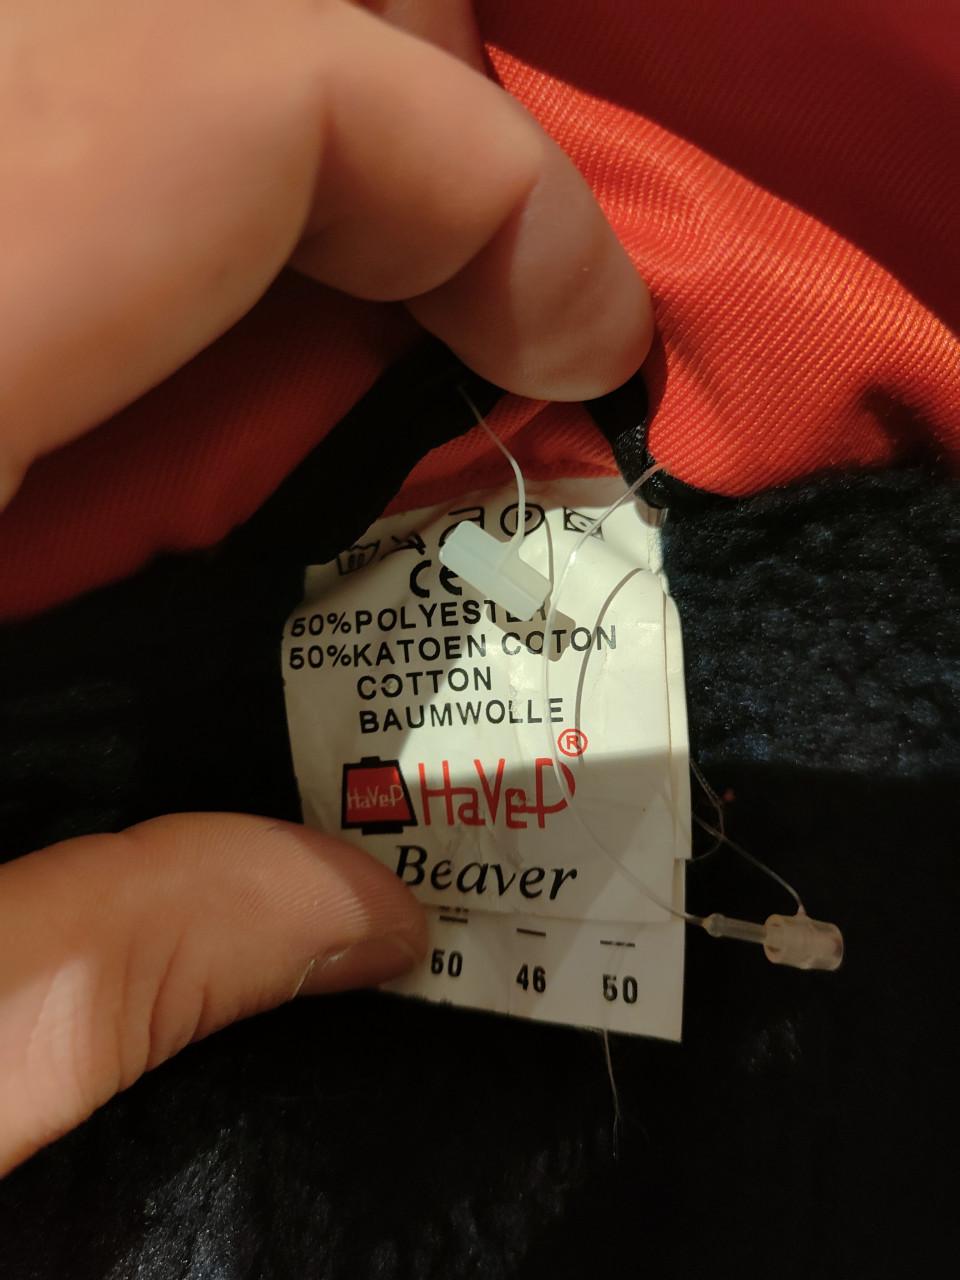 CE
50%POLYESTER
50%KATOEN COTON
COTTON
BAUMWOLLE
HaVeP HaVeP®
Beaver
50 46 50